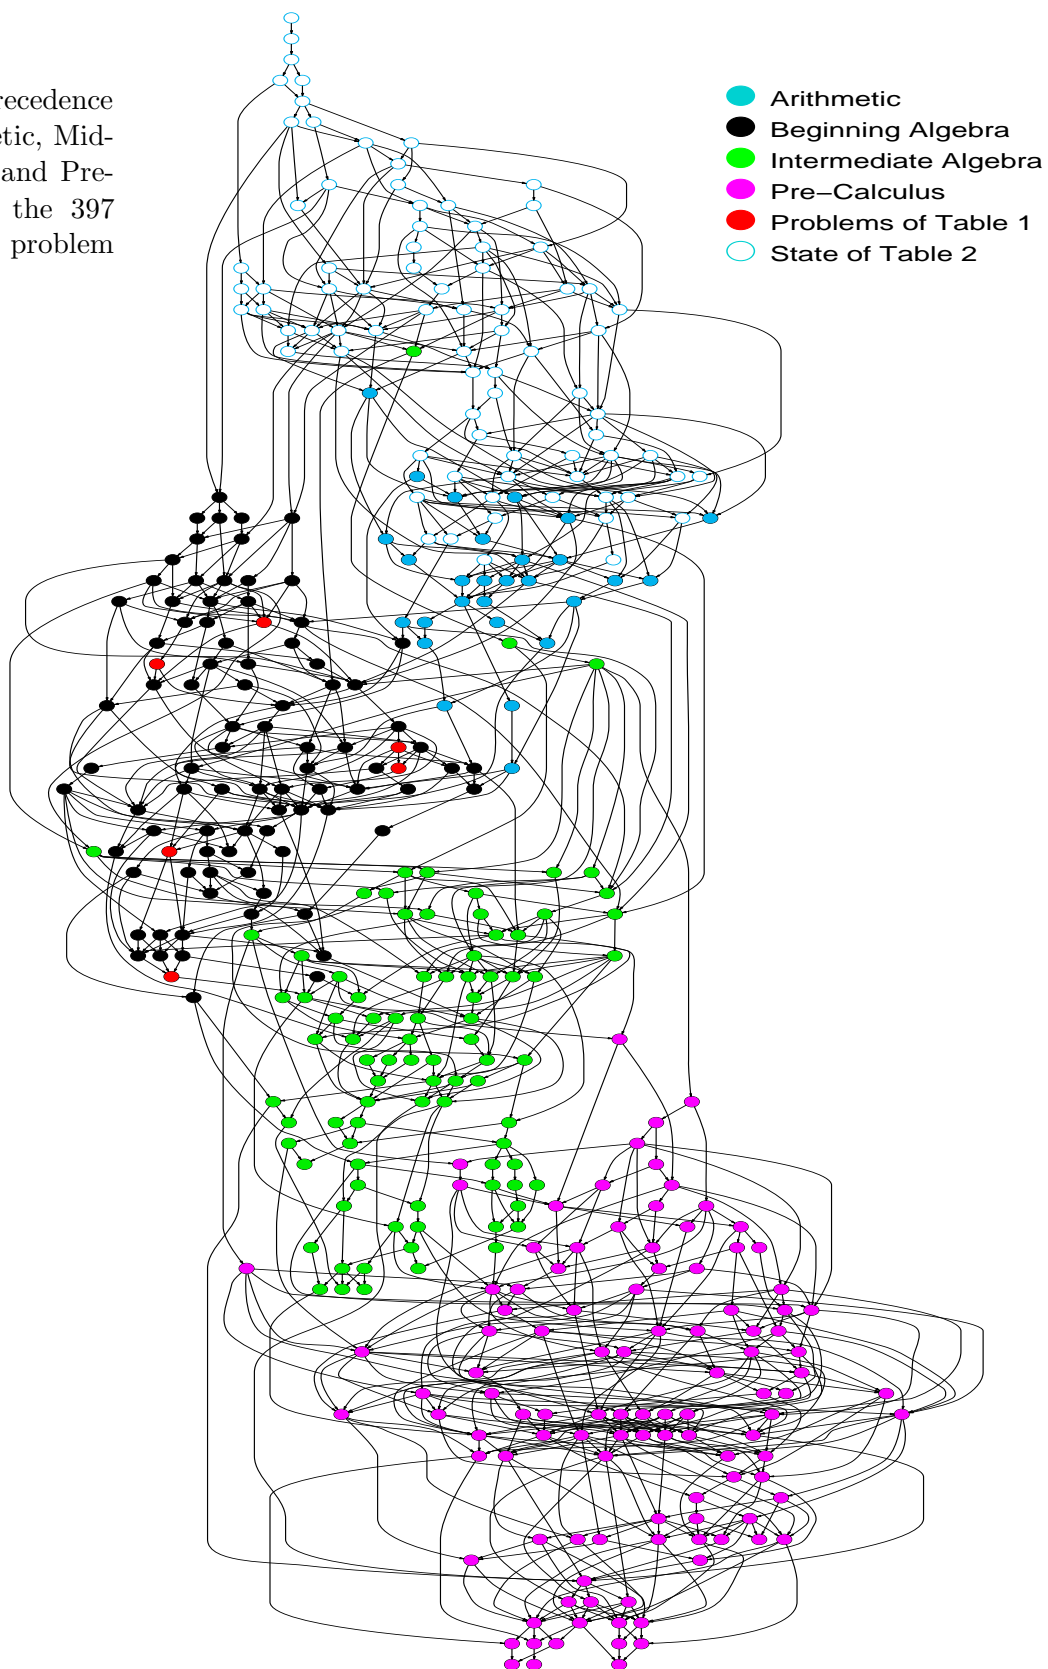 recedence
etic, Mid-
and Pre-
the 397
problem
Arithmetic
Beginning Algebra
Intermediate Algebra
Pre−Calculus
Problems of Table 1
State of Table 2